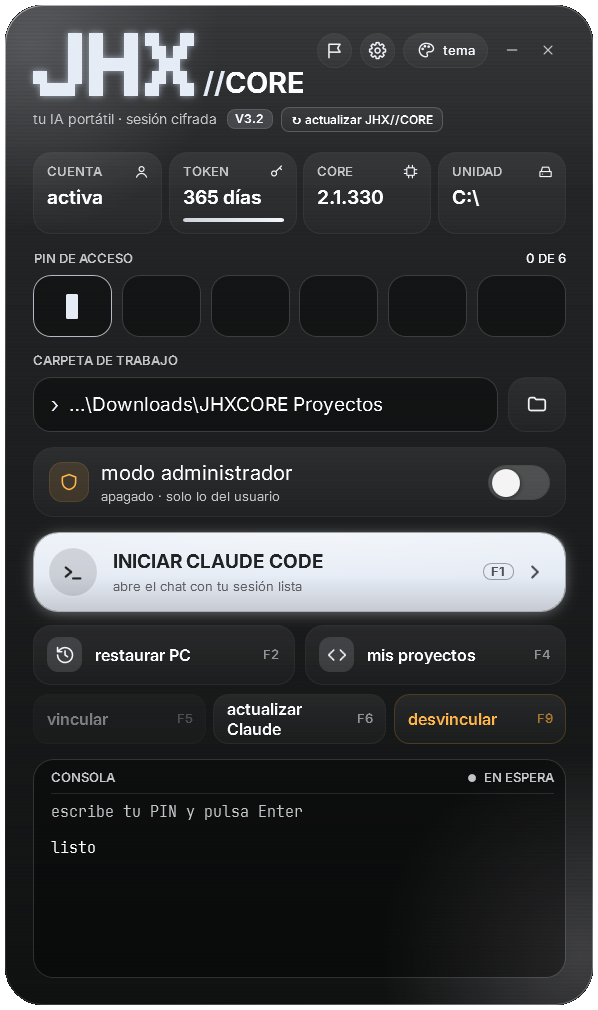 JHX //CORE
tema
tu IA portátil · sesión cifrada V3.2 ↻ actualizar JHX//CORE
CUENTA
activa
TOKEN
365 días
CORE
2.1.330
UNIDAD
C:\
PIN DE ACCESO 0 DE 6
CARPETA DE TRABAJO
› ...\Downloads\JHXCORE Proyectos
modo administrador
apagado · solo lo del usuario
INICIAR CLAUDE CODE
abre el chat con tu sesión lista
F1
restaurar PC F2
mis proyectos F4
vincular F5
actualizar
Claude
F6
desvincular F9
CONSOLA ● EN ESPERA
escribe tu PIN y pulsa Enter
listo